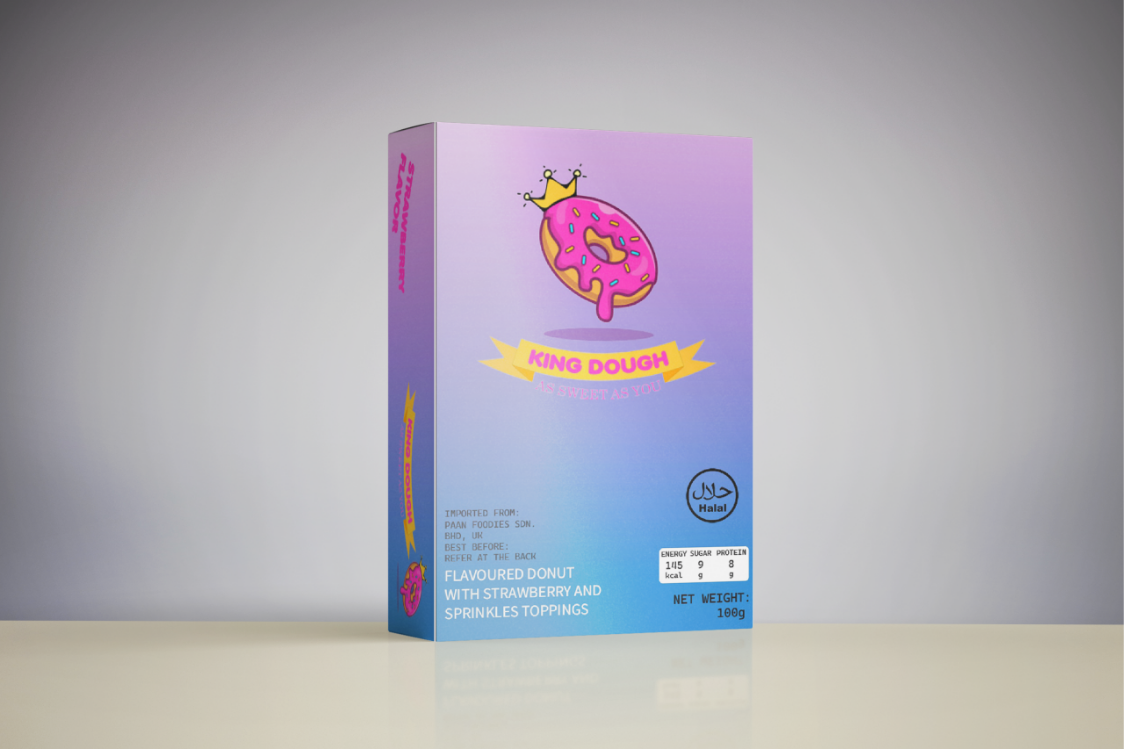 STRAWBERRY
FLAVOR
KING DOUGH
KING DOUGH
AS SWEET AS YOU
حلال
Halal
IMPORTED FROM:
PAAN FOODIES SDN.
BHD, UK
BEST BEFORE:
REFER AT THE BACK
FLAVOURED DONUT
WITH STRAWBERRY AND
SPRINKLES TOPPINGS
ENERGY SUGAR PROTEIN
145 9 8
kcal g g
NET WEIGHT:
100g